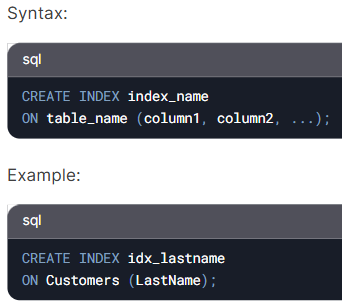 Syntax:
sql
CREATE INDEX index_name
ON table_name (column1, column2, ...);
Example:
sql
CREATE INDEX idx_lastname
ON Customers (LastName);